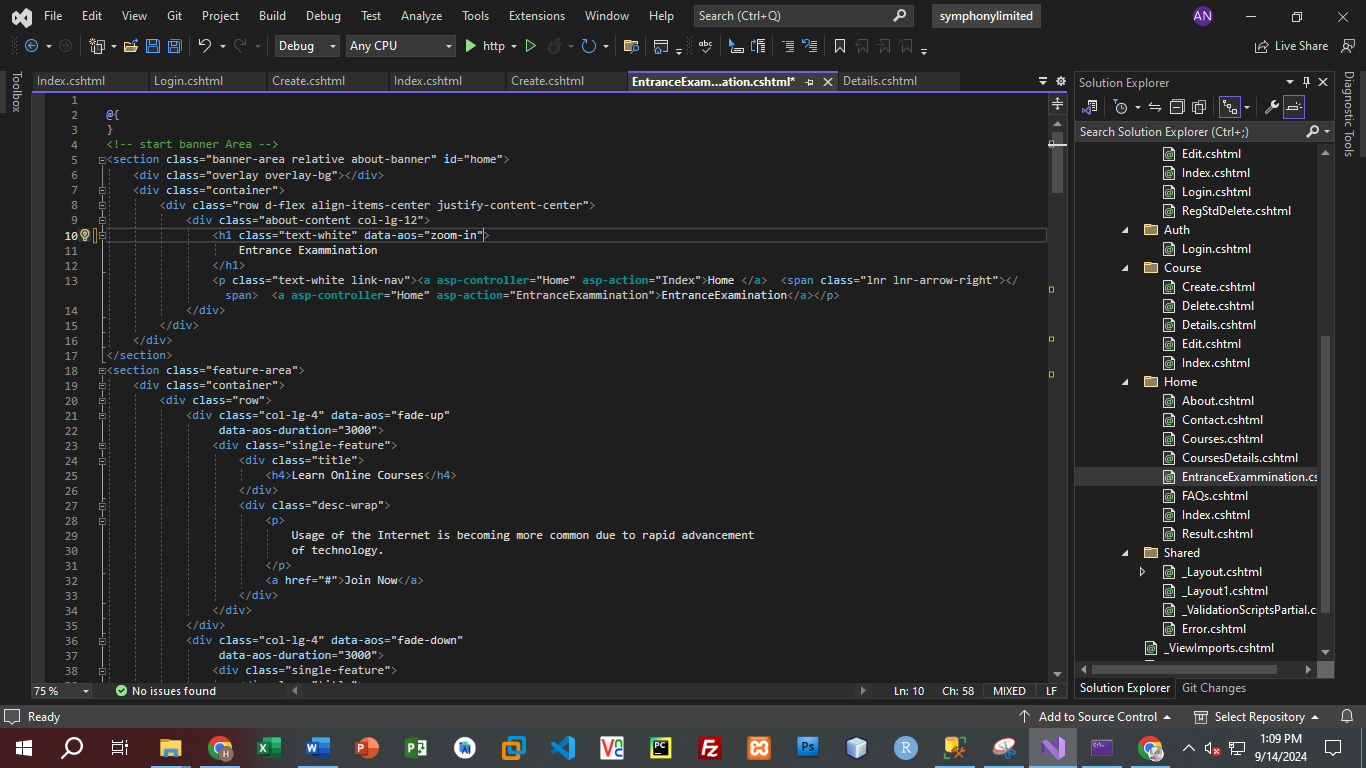 File Edit View Git Project Build Debug Test Analyze Tools Extensions Window Help Search (Ctrl+Q) symphonylimited AN
Debug Any CPU http Live Share
Toolbox
Index.cshtml Login.cshtml Create.cshtml Index.cshtml Create.cshtml EntranceExam...ation.cshtml* Details.cshtml
1
2 @{
3 }
4 <!-- start banner Area -->
5 <section class="banner-area relative about-banner" id="home">
6 <div class="overlay overlay-bg"></div>
7 <div class="container">
8 <div class="row d-flex align-items-center justify-content-center">
9 <div class="about-content col-lg-12">
10 <h1 class="text-white" data-aos="zoom-in">
11 Entrance Exammination
12 </h1>
13 <p class="text-white link-nav"><a asp-controller="Home" asp-action="Index">Home </a> <span class="lnr lnr-arrow-right"></
span> <a asp-controller="Home" asp-action="EntranceExammination">EntranceExamination</a></p>
14 </div>
15 </div>
16 </div>
17 </section>
18 <section class="feature-area">
19 <div class="container">
20 <div class="row">
21 <div class="col-lg-4" data-aos="fade-up"
22 data-aos-duration="3000">
23 <div class="single-feature">
24 <div class="title">
25 <h4>Learn Online Courses</h4>
26 </div>
27 <div class="desc-wrap">
28 <p>
29 Usage of the Internet is becoming more common due to rapid advancement
30 of technology.
31 </p>
32 <a href="#">Join Now</a>
33 </div>
34 </div>
35 </div>
36 <div class="col-lg-4" data-aos="fade-down"
37 data-aos-duration="3000">
38 <div class="single-feature">
75 % No issues found Ln: 10 Ch: 58 MIXED LF
Solution Explorer
Search Solution Explorer (Ctrl+;)
Edit.cshtml
Index.cshtml
Login.cshtml
RegStdDelete.cshtml
Auth
Login.cshtml
Course
Create.cshtml
Delete.cshtml
Details.cshtml
Edit.cshtml
Index.cshtml
Home
About.cshtml
Contact.cshtml
Courses.cshtml
CoursesDetails.cshtml
EntranceExammination.cs
FAQs.cshtml
Index.cshtml
Result.cshtml
Shared
_Layout.cshtml
_Layout1.cshtml
_ValidationScriptsPartial.c
Error.cshtml
_ViewImports.cshtml
Solution Explorer Git Changes
Diagnostic Tools
Ready Add to Source Control Select Repository
1:09 PM
9/14/2024